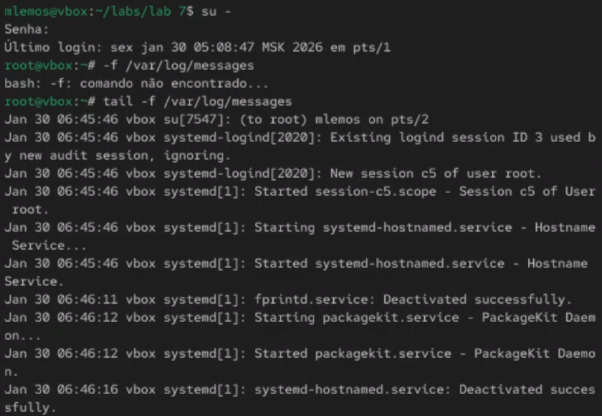 mlemos@vbox:~/labs/lab 7$ su -
Senha:
Último login: sex jan 30 05:08:47 MSK 2026 em pts/1
root@vbox:~# -f /var/log/messages
bash: -f: comando não encontrado...
root@vbox:~# tail -f /var/log/messages
Jan 30 06:45:46 vbox su[7547]: (to root) mlemos on pts/2
Jan 30 06:45:46 vbox systemd-logind[2020]: Existing logind session ID 3 used b
y new audit session, ignoring.
Jan 30 06:45:46 vbox systemd-logind[2020]: New session c5 of user root.
Jan 30 06:45:46 vbox systemd[1]: Started session-c5.scope - Session c5 of User
 root.
Jan 30 06:45:46 vbox systemd[1]: Starting systemd-hostnamed.service - Hostname
 Service...
Jan 30 06:45:46 vbox systemd[1]: Started systemd-hostnamed.service - Hostname
Service.
Jan 30 06:46:11 vbox systemd[1]: fprintd.service: Deactivated successfully.
Jan 30 06:46:12 vbox systemd[1]: Starting packagekit.service - PackageKit Daem
on...
Jan 30 06:46:12 vbox systemd[1]: Started packagekit.service - PackageKit Daemo
n.
Jan 30 06:46:16 vbox systemd[1]: systemd-hostnamed.service: Deactivated succes
sfully.